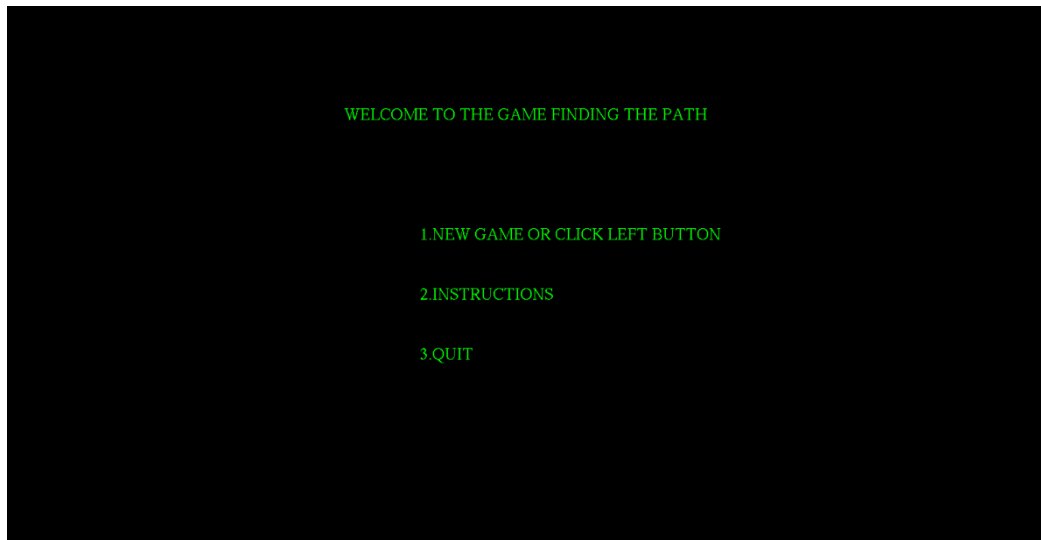 WELCOME TO THE GAME FINDING THE PATH
1.NEW GAME OR CLICK LEFT BUTTON
2.INSTRUCTIONS
3.QUIT